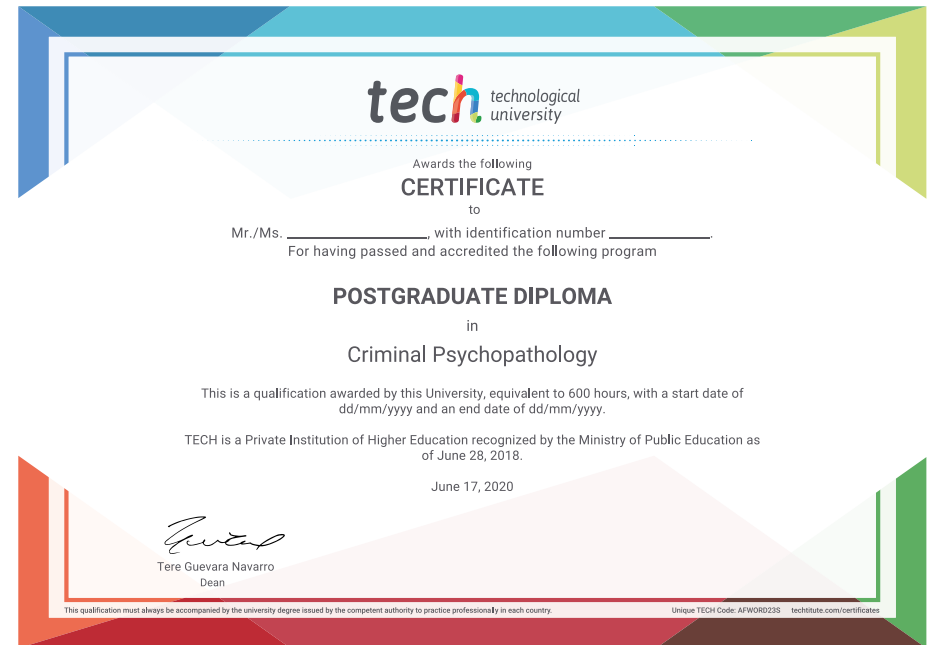 tech technological
university
Awards the following
CERTIFICATE
to
Mr./Ms. ____________________, with identification number ______________.
For having passed and accredited the following program
POSTGRADUATE DIPLOMA
in
Criminal Psychopathology
This is a qualification awarded by this University, equivalent to 600 hours, with a start date of
dd/mm/yyyy and an end date of dd/mm/yyyy.
TECH is a Private Institution of Higher Education recognized by the Ministry of Public Education as
of June 28, 2018.
June 17, 2020
Tere Guevara Navarro
Dean
This qualification must always be accompanied by the university degree issued by the competent authority to practice professionally in each country.
Unique TECH Code: AFWORD23S techtitute.com/certificates